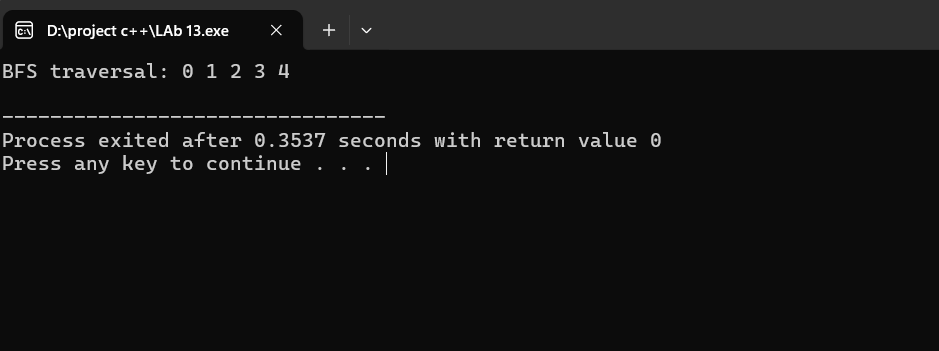 D:\project c++\LAb 13.exe
BFS traversal: 0 1 2 3 4
--------------------------------
Process exited after 0.3537 seconds with return value 0
Press any key to continue . . .